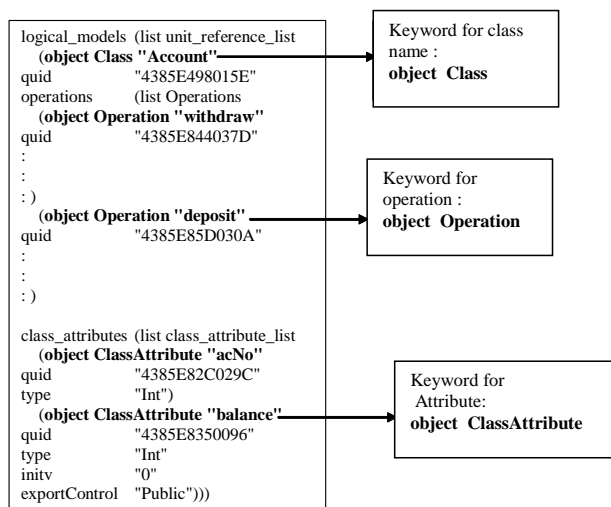 logical_models (list unit_reference_list
(object Class "Account"
quid "4385E498015E"
operations (list Operations
(object Operation "withdraw"
quid "4385E844037D"
:
:
: )
(object Operation "deposit"
quid "4385E85D030A"
:
:
: )
class_attributes (list class_attribute_list
(object ClassAttribute "acNo"
quid "4385E82C029C"
type "Int")
(object ClassAttribute "balance"
quid "4385E8350096"
type "Int"
initv "0"
exportControl "Public")))
Keyword for class
name :
object Class
Keyword for
operation :
object Operation
Keyword for
Attribute:
object ClassAttribute